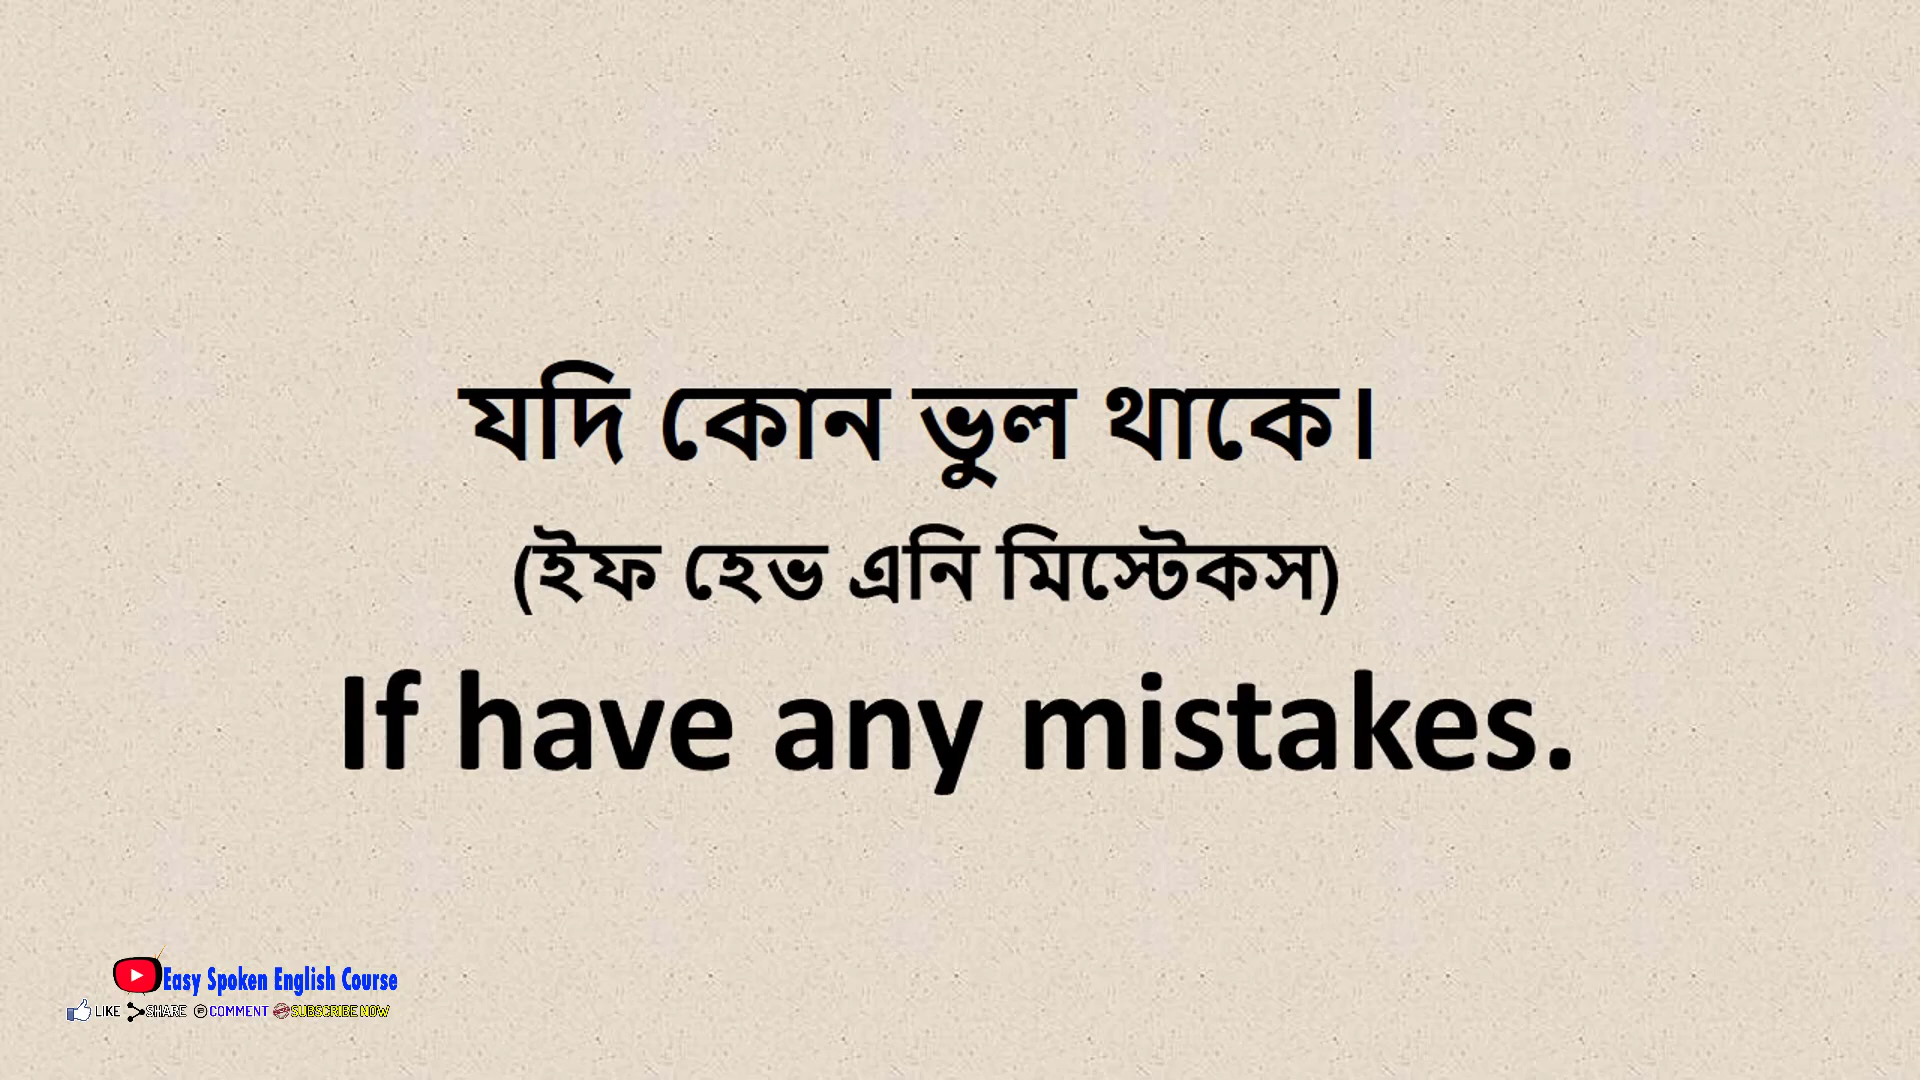 যদি কোন ভুল থাকে।
(ইফ হেভ এনি মিস্টেকস)
If have any mistakes.
Easy Spoken English Course
LIKE SHARE COMMENT SUBSCRIBE NOW